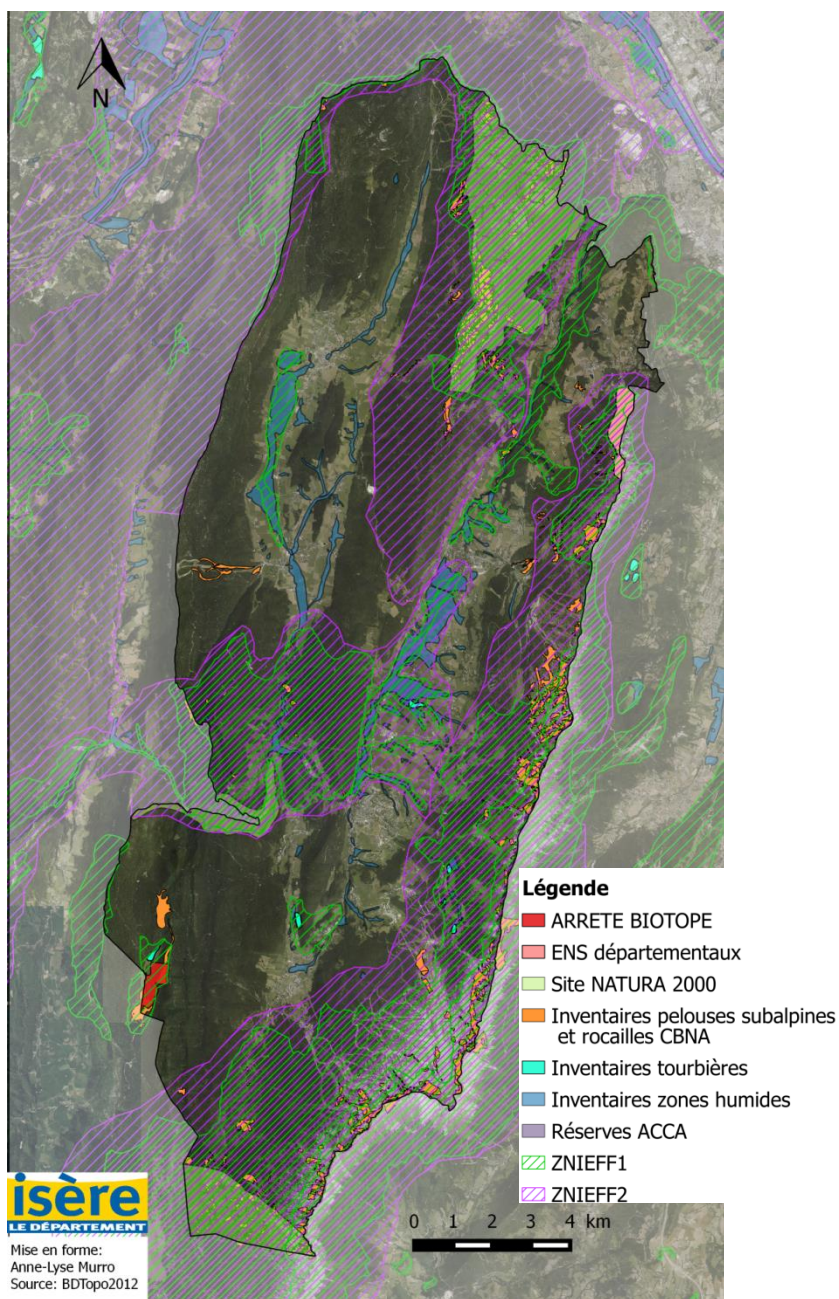 N
Légende
ARRETE BIOTOPE
ENS départementaux
Site NATURA 2000
Inventaires pelouses subalpines
et rocailles CBNA
Inventaires tourbières
Inventaires zones humides
Réserves ACCA
ZNIEFF1
ZNIEFF2
isère
LE DÉPARTEMENT
Mise en forme:
Anne-Lyse Murro
Source: BDTopo2012
0 1 2 3 4 km